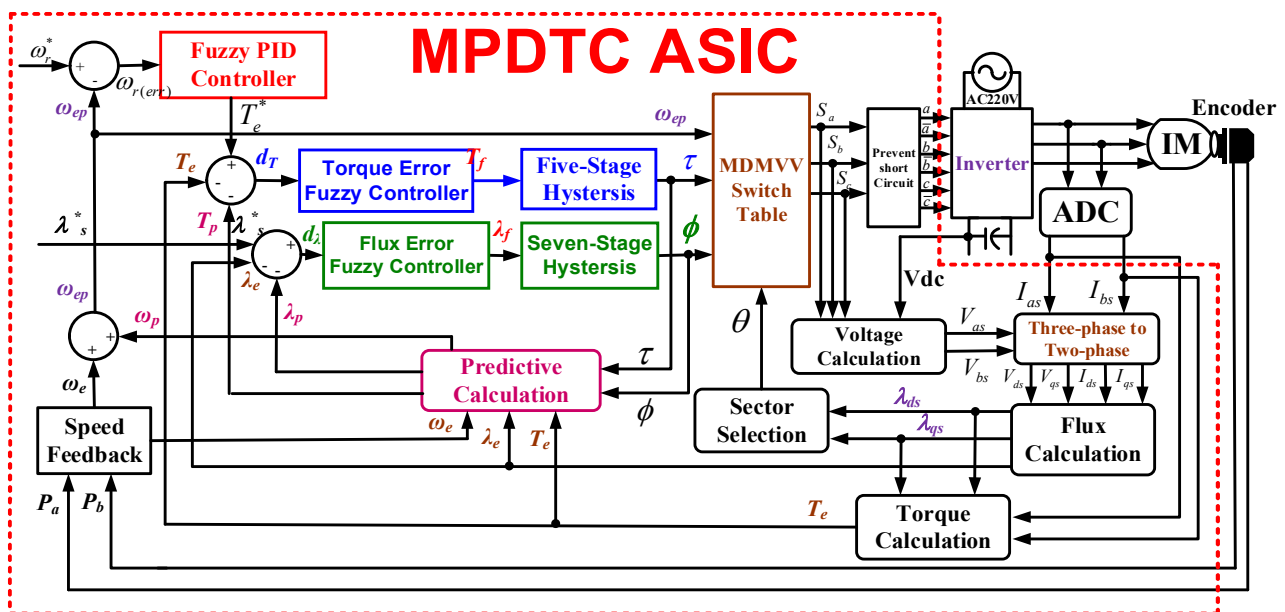 MPDTC ASIC
ω*r
+
-
ωr(err)
Fuzzy PID
Controller
T*e
ωep
ωep
AC220V
Encoder
Te
+
-
-
dT
Torque Error
Fuzzy Controller
Tf
Five-Stage
Hystersis
τ
MDMVV
Switch
Table
Sa
Sb
Sc
Prevent
short
Circuit
a
a̅
b
b̅
c
c̅
Inverter
IM
ADC
λ*s
Tp
λ*s
+
-
-
dλ
Flux Error
Fuzzy Controller
λf
Seven-Stage
Hystersis
ϕ
λe
λp
Vdc
Ias
Ibs
ωep
ωp
+
+
θ
Voltage
Calculation
Vas
Vbs
Three-phase to
Two-phase
Vds
Vqs
Ids
Iqs
Predictive
Calculation
τ
ϕ
ωe
ωe
λe
Te
Sector
Selection
λds
λqs
Flux
Calculation
Speed
Feedback
Pa
Pb
Te
Torque
Calculation